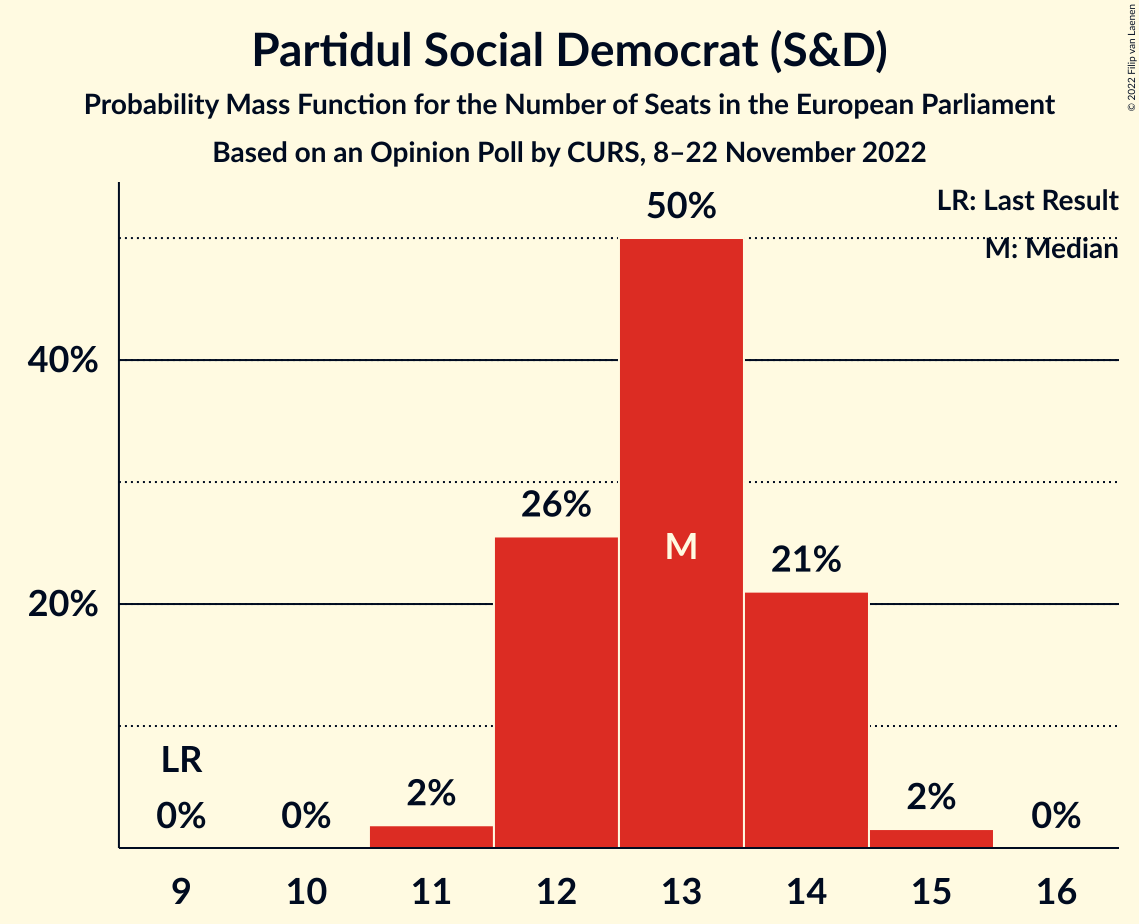 Partidul Social Democrat (S&D)
Probability Mass Function for the Number of Seats in the European Parliament
Based on an Opinion Poll by CURS, 8–22 November 2022
© 2022 Filip van Laenen
LR: Last Result
M: Median
50%
40%
26%
M
21%
20%
LR
0%
0%
2%
2%
0%
9 10 11 12 13 14 15 16